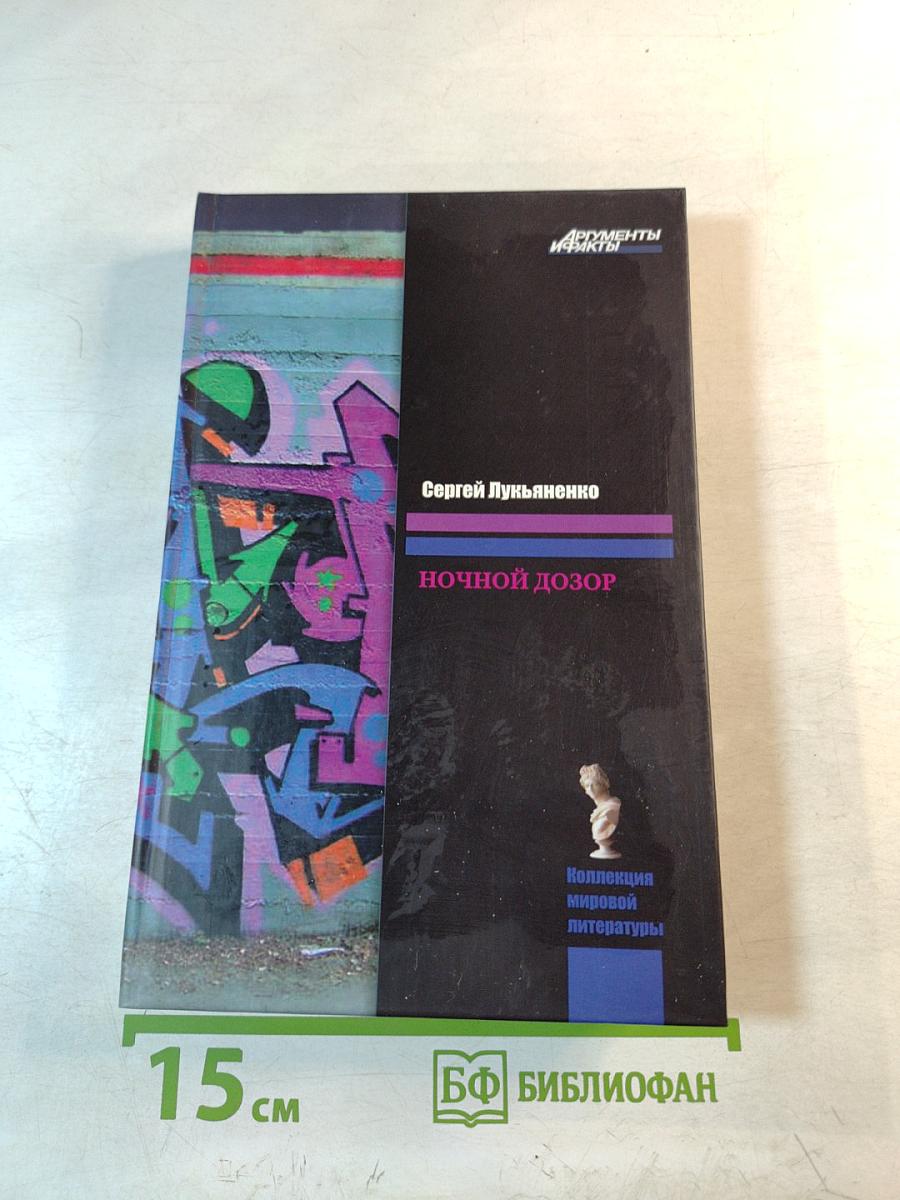 АРГУМЕНТЫ
И ФАКТЫ
Сергей Лукьяненко
НОЧНОЙ ДОЗОР
Коллекция
мировой
литературы
15 см
БФ БИБЛИОФАН